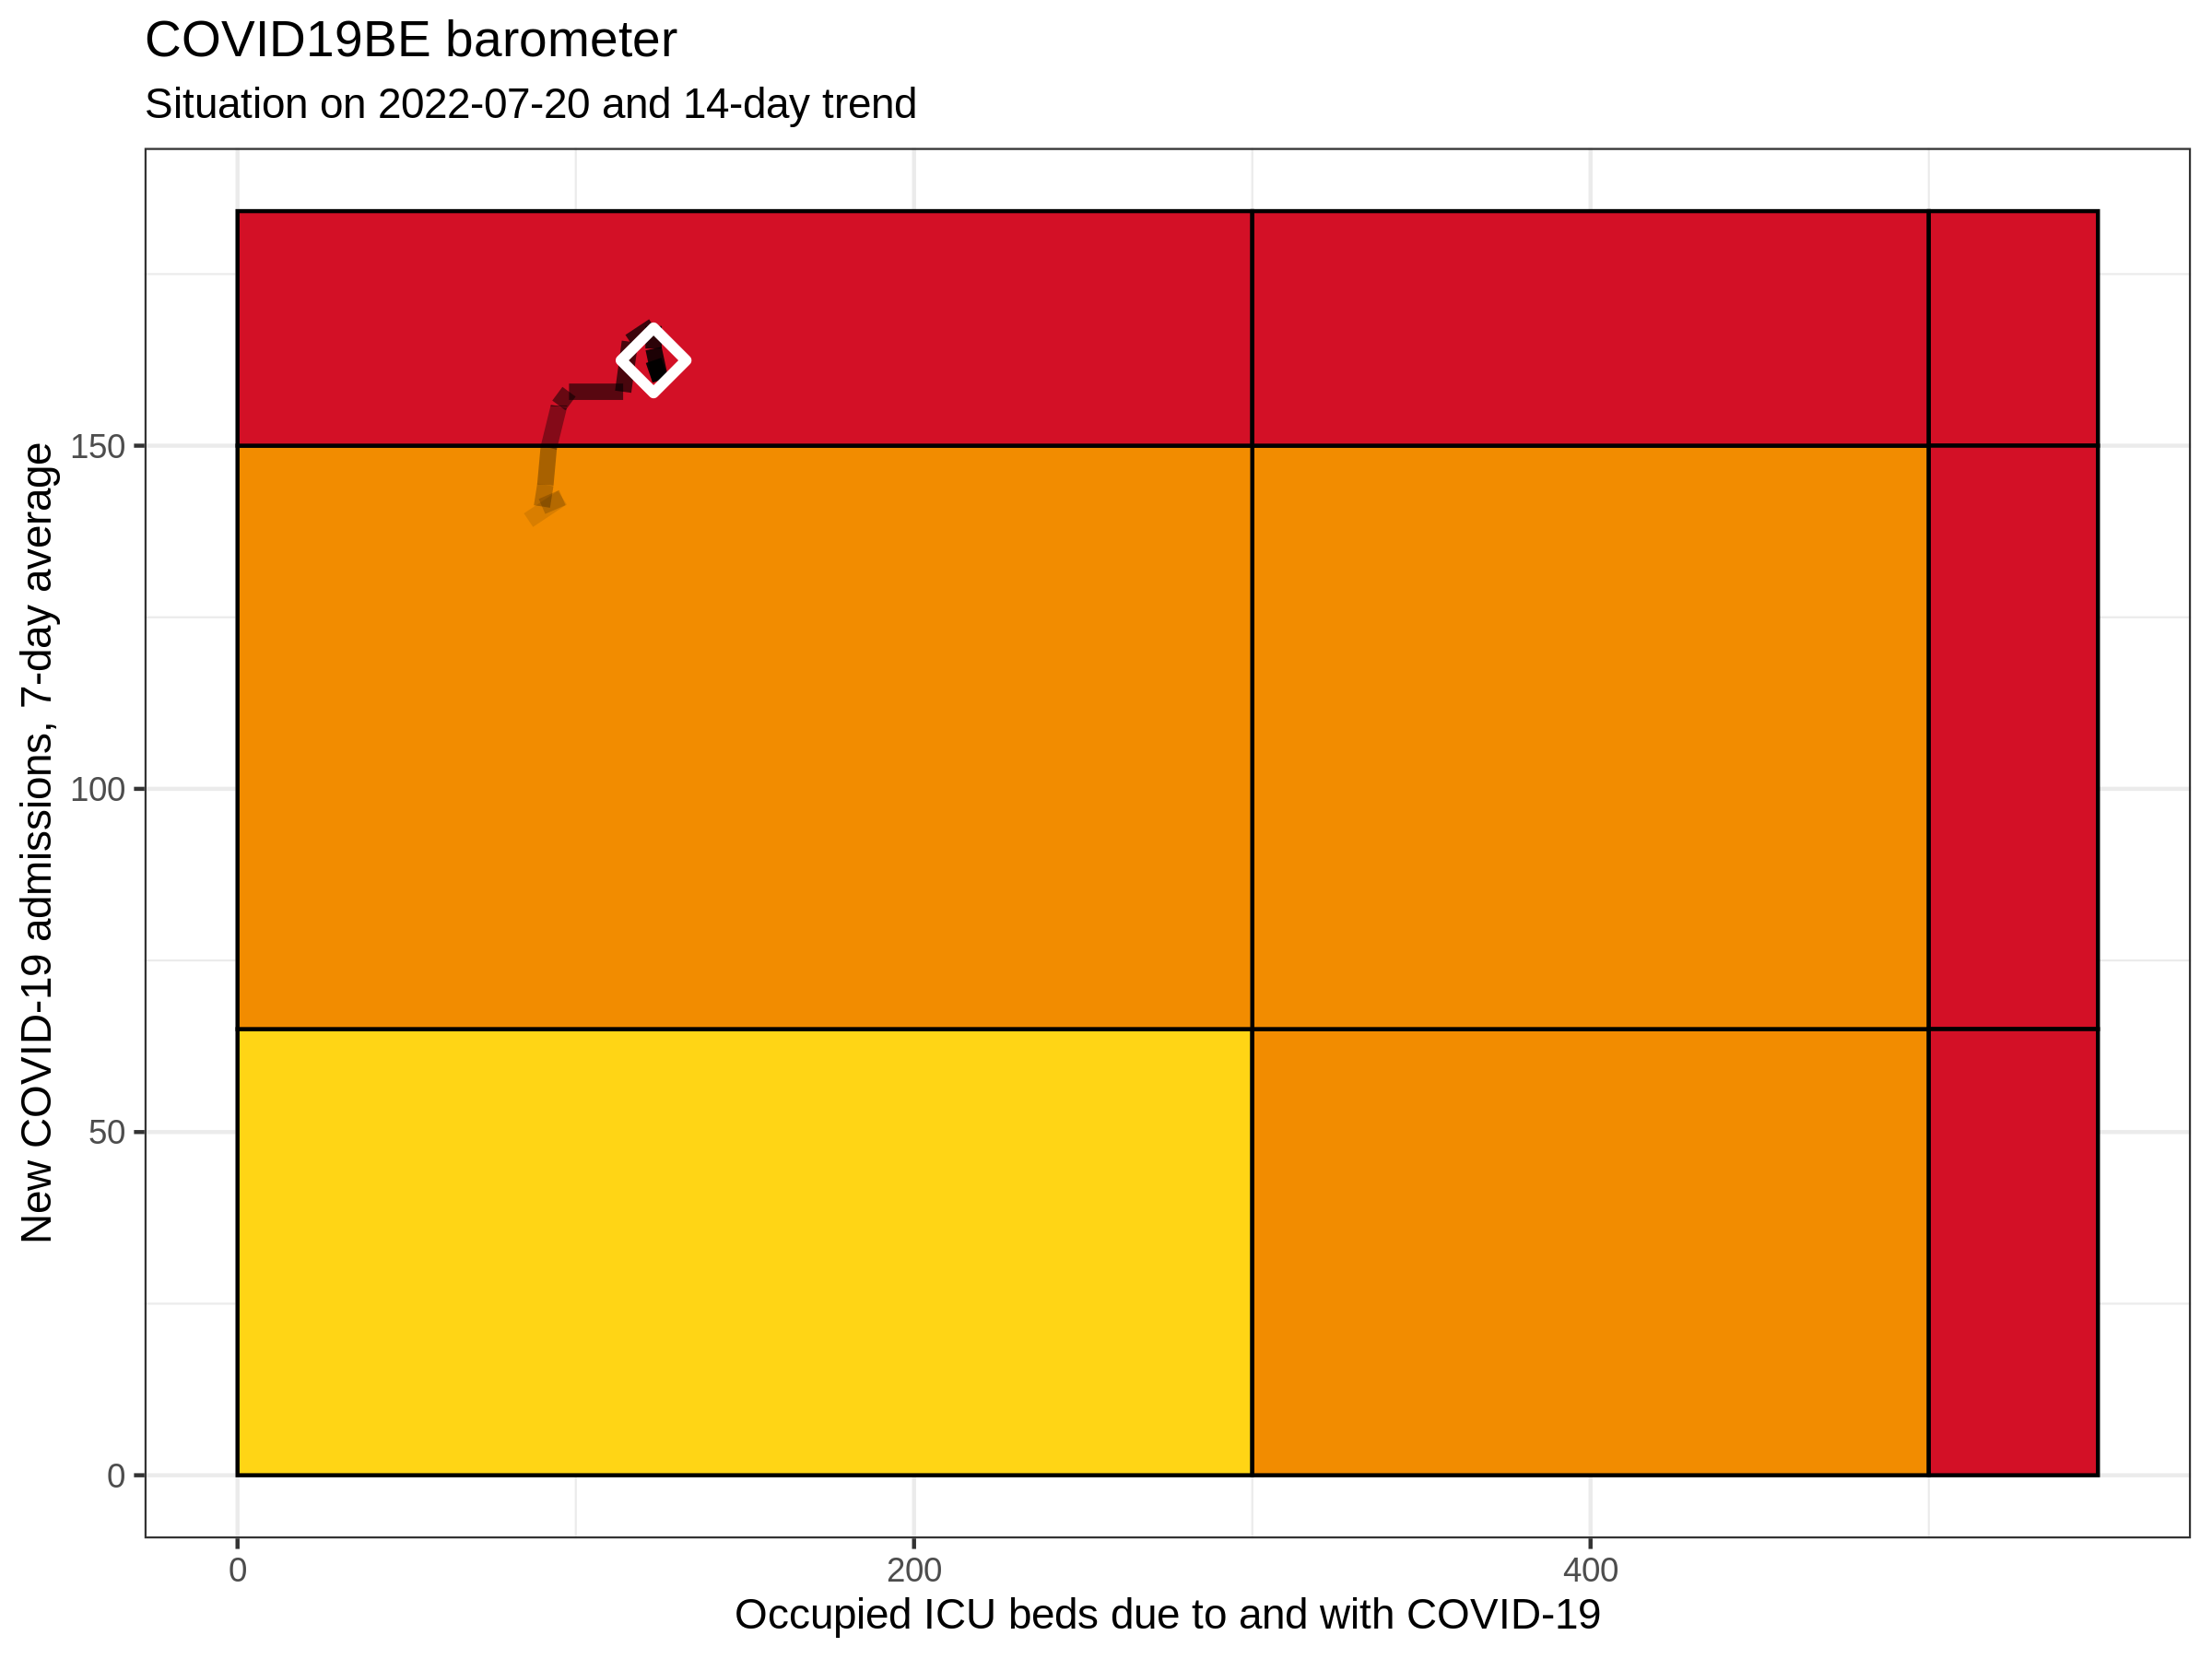 COVID19BE barometer
Situation on 2022-07-20 and 14-day trend
New COVID-19 admissions, 7-day average
150
100
50
0
0
200
400
Occupied ICU beds due to and with COVID-19